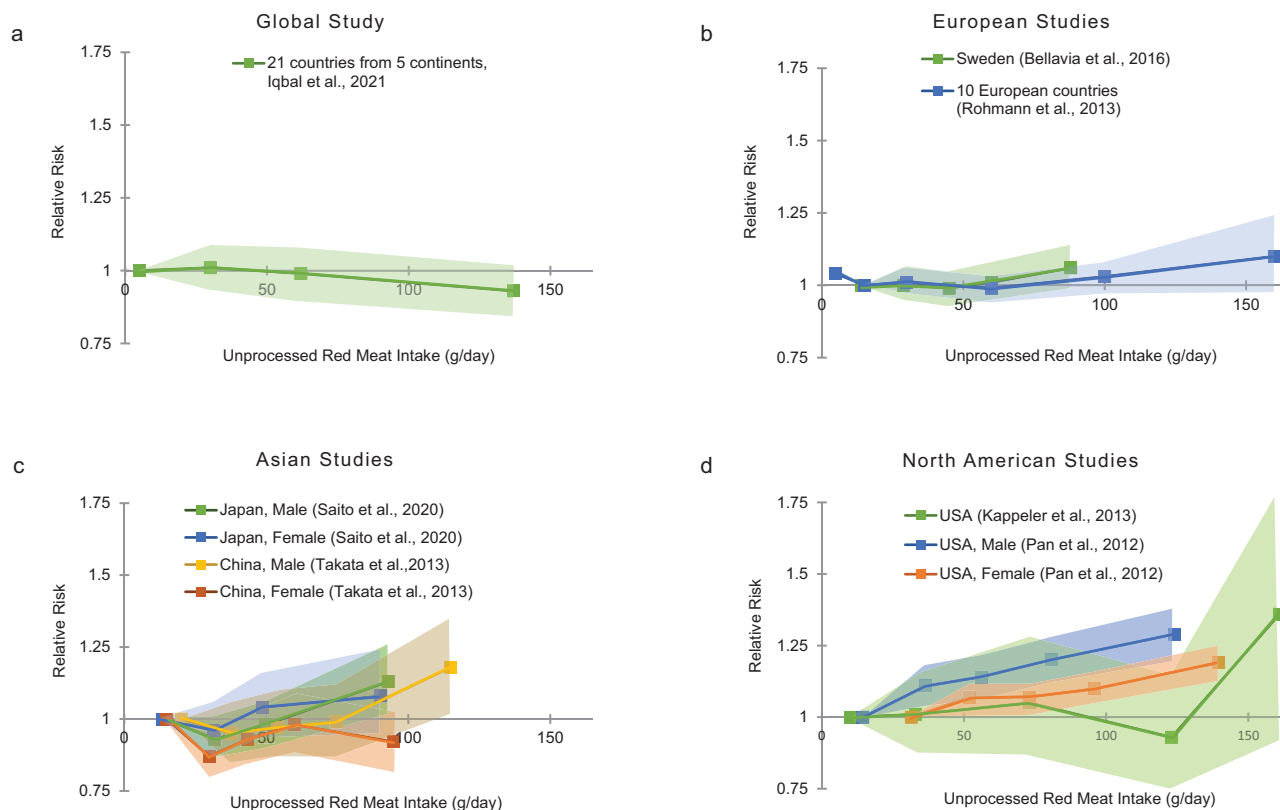 a
Global Study
1.75
1.5
1.25
1
0.75
Relative Risk
21 countries from 5 continents,
Iqbal et al., 2021
0
50
100
150
Unprocessed Red Meat Intake (g/day)
b
European Studies
1.75
1.5
1.25
1
0.75
Relative Risk
Sweden (Bellavia et al., 2016)
10 European countries
(Rohmann et al., 2013)
0
50
100
150
Unprocessed Red Meat Intake (g/day)
c
Asian Studies
1.75
1.5
1.25
1
0.75
Relative Risk
Japan, Male (Saito et al., 2020)
Japan, Female (Saito et al., 2020)
China, Male (Takata et al.,2013)
China, Female (Takata et al., 2013)
0
50
100
150
Unprocessed Red Meat Intake (g/day)
d
North American Studies
1.75
1.5
1.25
1
0.75
Relative Risk
USA (Kappeler et al., 2013)
USA, Male (Pan et al., 2012)
USA, Female (Pan et al., 2012)
0
50
100
150
Unprocessed Red Meat Intake (g/day)